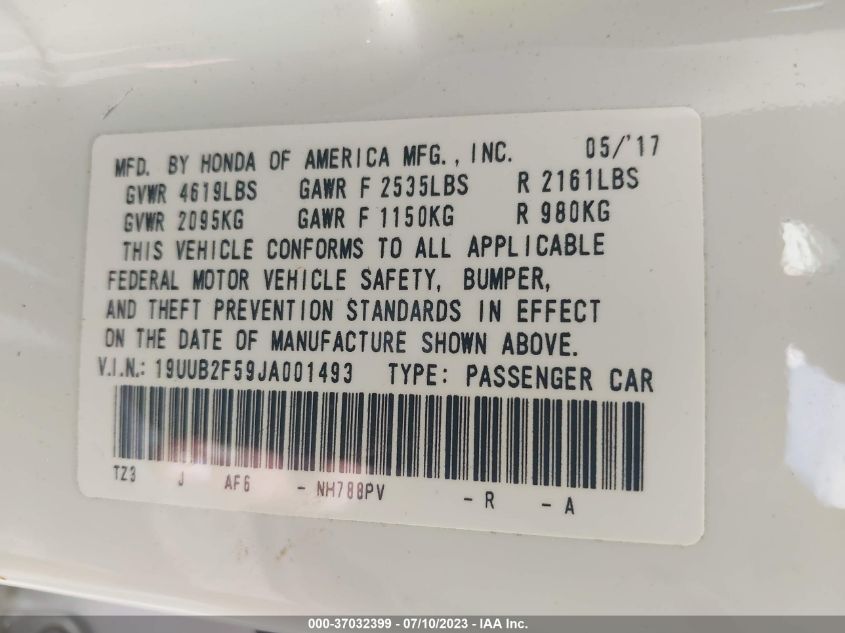 MFD. BY HONDA OF AMERICA MFG., INC. 05/'17
GVWR 4619LBS GAWR F 2535LBS R 2161LBS
GVWR 2095KG GAWR F 1150KG R 980KG
THIS VEHICLE CONFORMS TO ALL APPLICABLE
FEDERAL MOTOR VEHICLE SAFETY, BUMPER,
AND THEFT PREVENTION STANDARDS IN EFFECT
ON THE DATE OF MANUFACTURE SHOWN ABOVE.
V.I.N.: 19UUB2F59JA001493 TYPE: PASSENGER CAR
TZ3 J AF6 - NH788PV - R - A
000-37032399 - 07/10/2023 - IAA Inc.